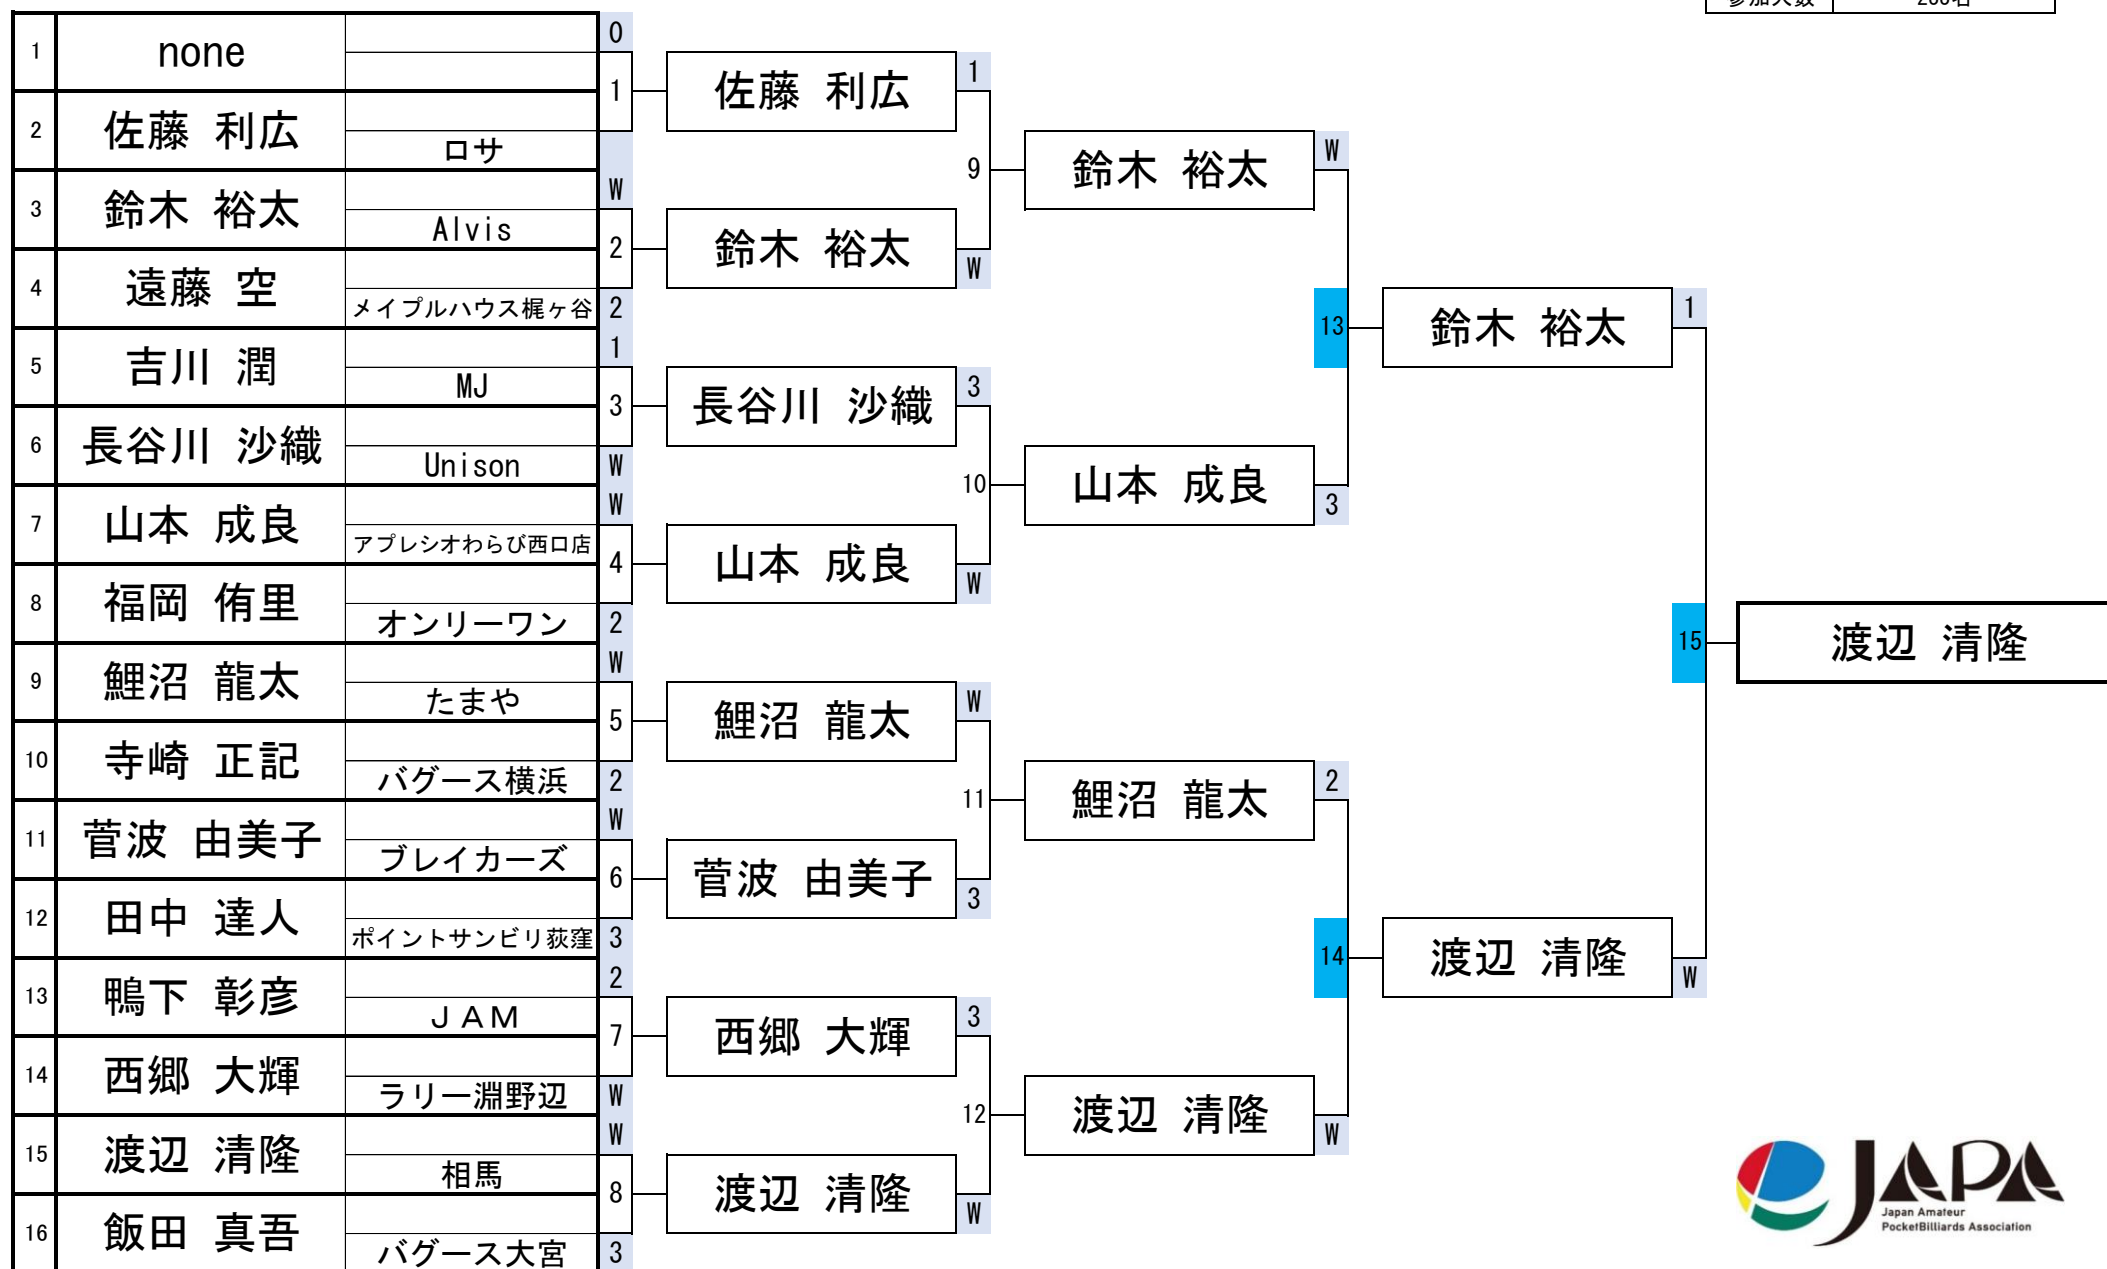 1 none 0
2 佐藤 利広 ロサ
1
3 鈴木 裕太 Alvis W
4 遠藤 空 メイプルハウス梶ヶ谷 2
2
5 吉川 潤 MJ 1
6 長谷川 沙織 Unison W
3
7 山本 成良 アプレシオわらび西口店 W
8 福岡 侑里 オンリーワン 2
4
9 鯉沼 龍太 たまや W
10 寺崎 正記 バグース横浜 2
5
11 菅波 由美子 ブレイカーズ W
12 田中 達人 ポイントサンビリ荻窪 3
6
13 鴨下 彰彦 ＪＡＭ 2
14 西郷 大輝 ラリー淵野辺 W
7
15 渡辺 清隆 相馬 W
16 飯田 真吾 バグース大宮 3
8
佐藤 利広 1
9
鈴木 裕太 W
長谷川 沙織 3
10
山本 成良 W
鯉沼 龍太 W
11
菅波 由美子 3
西郷 大輝 3
12
渡辺 清隆 W
鈴木 裕太 W
13
山本 成良 3
鯉沼 龍太 2
14
渡辺 清隆 W
鈴木 裕太 1
15
渡辺 清隆 W
渡辺 清隆
JAPA
Japan Amateur
PocketBilliards Association